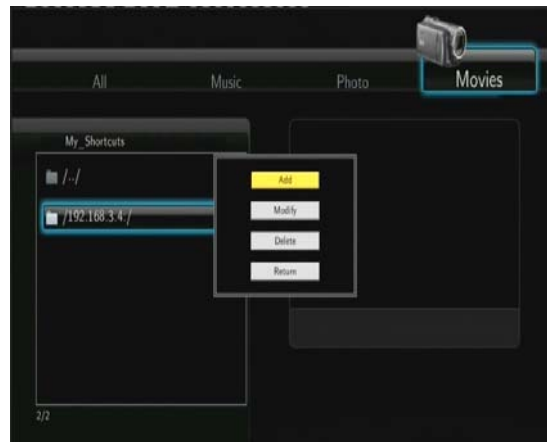 All Music Photo Movies
My_Shortcuts
/../
/192.168.3.4:/
Add
Modify
Delete
Return
2/2